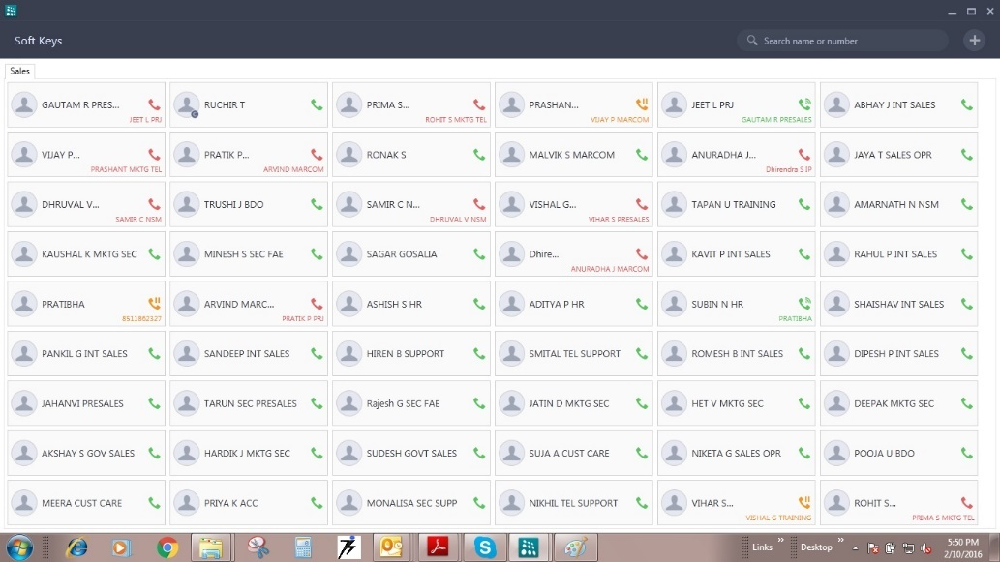 Soft Keys
Search name or number
Sales
GAUTAM R PRES... RUCHIR T PRIMA S... PRASHAN... JEET L PRJ ABHAY J INT SALES
JEET L PRJ ROHIT S MKTG TEL VIJAY P MARCOM GAUTAM R PRESALES
VIJAY P... PRATIK P... RONAK S MALVIK S MARCOM ANURADHA J... JAYA T SALES OPR
PRASHANT MKTG TEL ARVIND MARCOM Dhirendra S IP
DHRUVAL V... TRUSHI J BDO SAMIR C N... VISHAL G... TAPAN U TRAINING AMARNATH N NSM
SAMIR C NSM DHRUVAL V NSM VIHAR S PRESALES
KAUSHAL K MKTG SEC MINESH S SEC FAE SAGAR GOSALIA Dhire... KAVIT P INT SALES RAHUL P INT SALES
ANURADHA J MARCOM
PRATIBHA ARVIND MARC... ASHISH S HR ADITYA P HR SUBIN N HR SHAISHAV INT SALES
8511862327 PRATIK P PRJ PRATIBHA
PANKIL G INT SALES SANDEEP INT SALES HIREN B SUPPORT SMITAL TEL SUPPORT ROMESH B INT SALES DIPESH P INT SALES
JAHANVI PRESALES TARUN SEC PRESALES Rajesh G SEC FAE JATIN D MKTG SEC HET V MKTG SEC DEEPAK MKTG SEC
AKSHAY S GOV SALES HARDIK J MKTG SEC SUDESH GOVT SALES SUJA A CUST CARE NIKETA G SALES OPR POOJA U BDO
MEERA CUST CARE PRIYA K ACC MONALISA SEC SUPP NIKHIL TEL SUPPORT VIHAR S... ROHIT S...
VISHAL G TRAINING PRIMA S MKTG TEL
Links » Desktop » 5:50 PM
2/10/2016